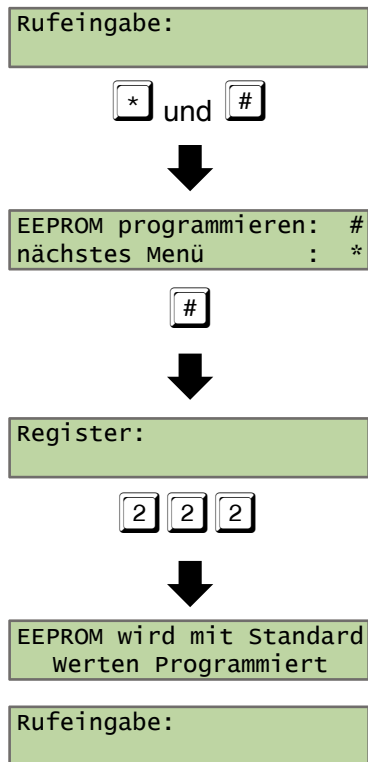 Rufeingabe:
* und #
EEPROM programmieren: #
nächstes Menü : *
#
Register:
2 2 2
EEPROM wird mit Standard
Werten Programmiert
Rufeingabe: